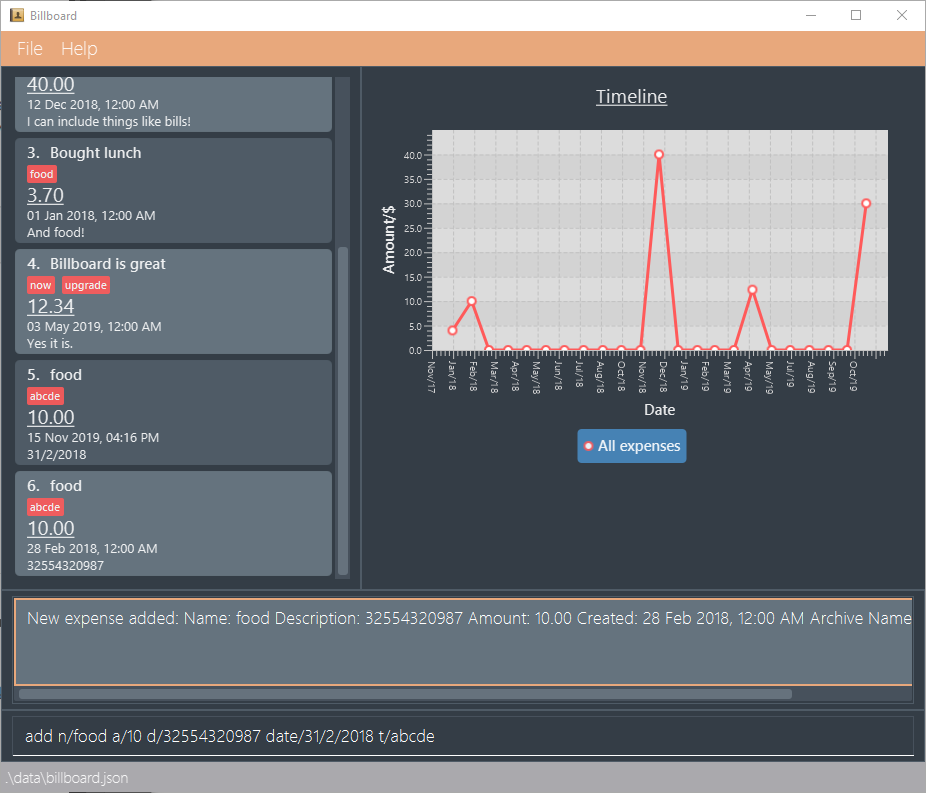 Billboard
File Help
40.00
12 Dec 2018, 12:00 AM
I can include things like bills!
3. Bought lunch
food
3.70
01 Jan 2018, 12:00 AM
And food!
4. Billboard is great
now upgrade
12.34
03 May 2019, 12:00 AM
Yes it is.
5. food
abcde
10.00
15 Nov 2019, 04:16 PM
31/2/2018
6. food
abcde
10.00
28 Feb 2018, 12:00 AM
32554320987
Timeline
Amount/$
40.0
35.0
30.0
25.0
20.0
15.0
10.0
5.0
0.0
Nov/17
Jan/18
Feb/18
Mar/18
Apr/18
May/18
Jun/18
Jul/18
Aug/18
Oct/18
Nov/18
Dec/18
Jan/19
Feb/19
Mar/19
Apr/19
May/19
Jul/19
Aug/19
Sep/19
Oct/19
Date
All expenses
New expense added: Name: food Description: 32554320987 Amount: 10.00 Created: 28 Feb 2018, 12:00 AM Archive Name
add n/food a/10 d/32554320987 date/31/2/2018 t/abcde
.\data\billboard.json